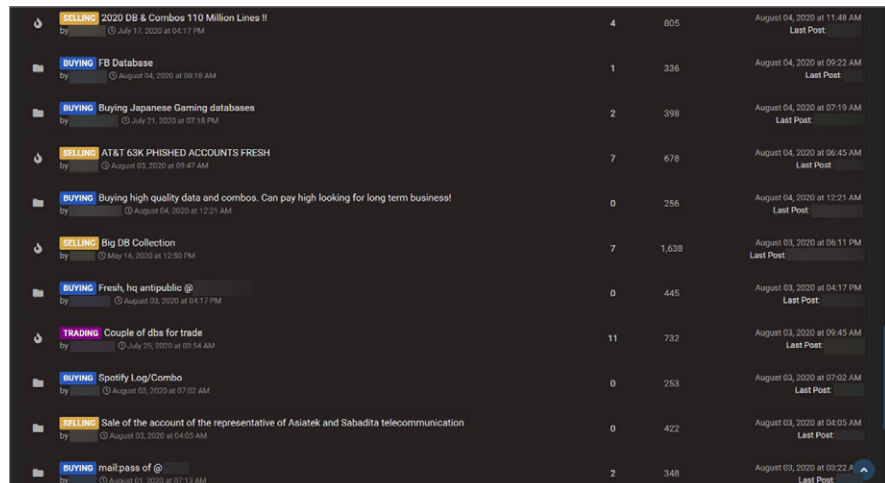 SELLING 2020 DB & Combos 110 Million Lines !! 4 805 August 04, 2020 at 11:48 AM
by July 17, 2020 at 04:17 PM Last Post:
BUYING FB Database 1 336 August 04, 2020 at 09:22 AM
by August 04, 2020 at 08:18 AM Last Post:
BUYING Buying Japanese Gaming databases 2 398 August 04, 2020 at 07:19 AM
by July 21, 2020 at 07:18 PM Last Post:
SELLING AT&T 63K PHISHED ACCOUNTS FRESH 7 678 August 04, 2020 at 06:45 AM
by August 03, 2020 at 09:47 AM Last Post:
BUYING Buying high quality data and combos. Can pay high looking for long term business! 0 256 August 04, 2020 at 12:21 AM
by August 04, 2020 at 12:21 AM Last Post:
SELLING Big DB Collection 7 1,638 August 03, 2020 at 06:11 PM
by May 16, 2020 at 12:50 PM Last Post:
BUYING Fresh, hq antipublic @ 0 445 August 03, 2020 at 04:17 PM
by August 03, 2020 at 04:17 PM Last Post:
TRADING Couple of dbs for trade 11 732 August 03, 2020 at 09:45 AM
by July 25, 2020 at 03:54 AM Last Post:
BUYING Spotify Log/Combo 0 253 August 03, 2020 at 07:02 AM
by August 03, 2020 at 07:02 AM Last Post:
SELLING Sale of the account of the representative of Asiatek and Sabadita telecommunication 0 422 August 03, 2020 at 04:05 AM
by August 03, 2020 at 04:05 AM Last Post:
BUYING mail:pass of @ 2 348 August 03, 2020 at 03:22
by August 01, 2020 at 07:13 AM Last Post: